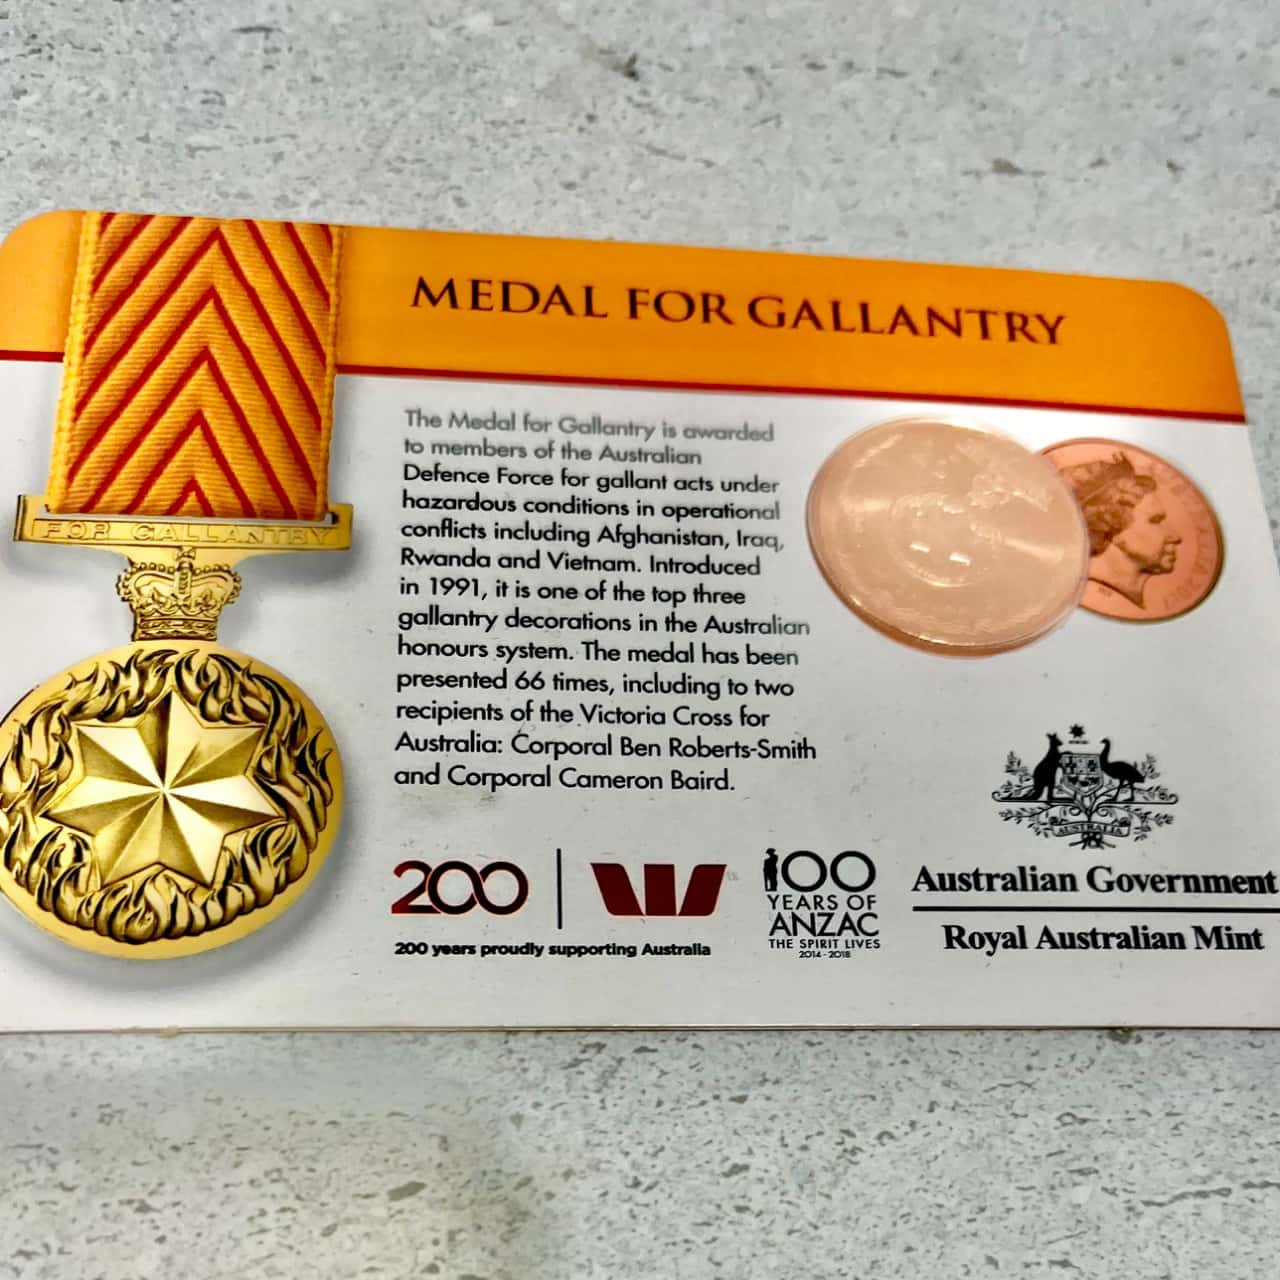 MEDAL FOR GALLANTRY
FOR GALLANTRY
The Medal for Gallantry is awarded
to members of the Australian
Defence Force for gallant acts under
hazardous conditions in operational
conflicts including Afghanistan, Iraq,
Rwanda and Vietnam. Introduced
in 1991, it is one of the top three
gallantry decorations in the Australian
honours system. The medal has been
presented 66 times, including to two
recipients of the Victoria Cross for
Australia: Corporal Ben Roberts-Smith
and Corporal Cameron Baird.
AUSTRALIA
200
200 years proudly supporting Australia
100
YEARS OF
ANZAC
THE SPIRIT LIVES
2014 - 2018
Australian Government
Royal Australian Mint